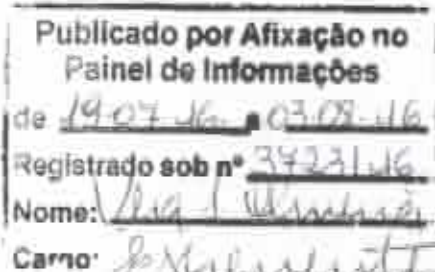 Publicado por Afixação no
Painel de Informações
de 19-07-16 a 03-08-16
Registrado sob nº 3723/16
Nome:
Cargo: